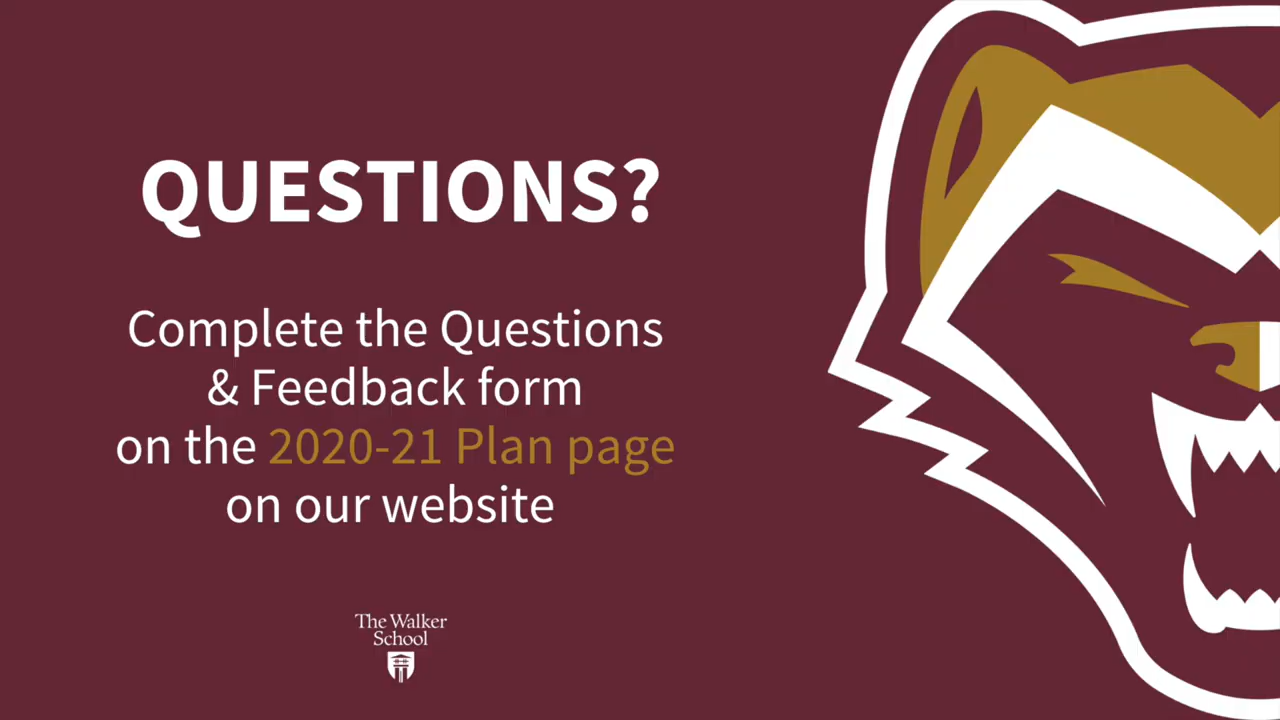 QUESTIONS?
Complete the Questions
& Feedback form
on the 2020-21 Plan page
on our website
The Walker
School